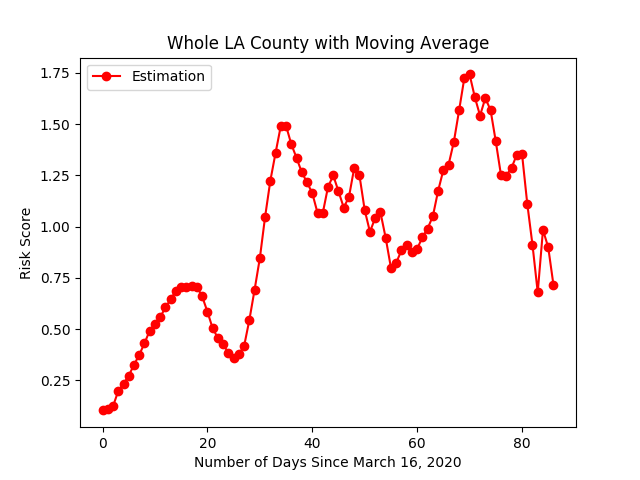 Whole LA County with Moving Average
Estimation
1.75
1.50
1.25
1.00
0.75
0.50
0.25
Risk Score
0 20 40 60 80
Number of Days Since March 16, 2020